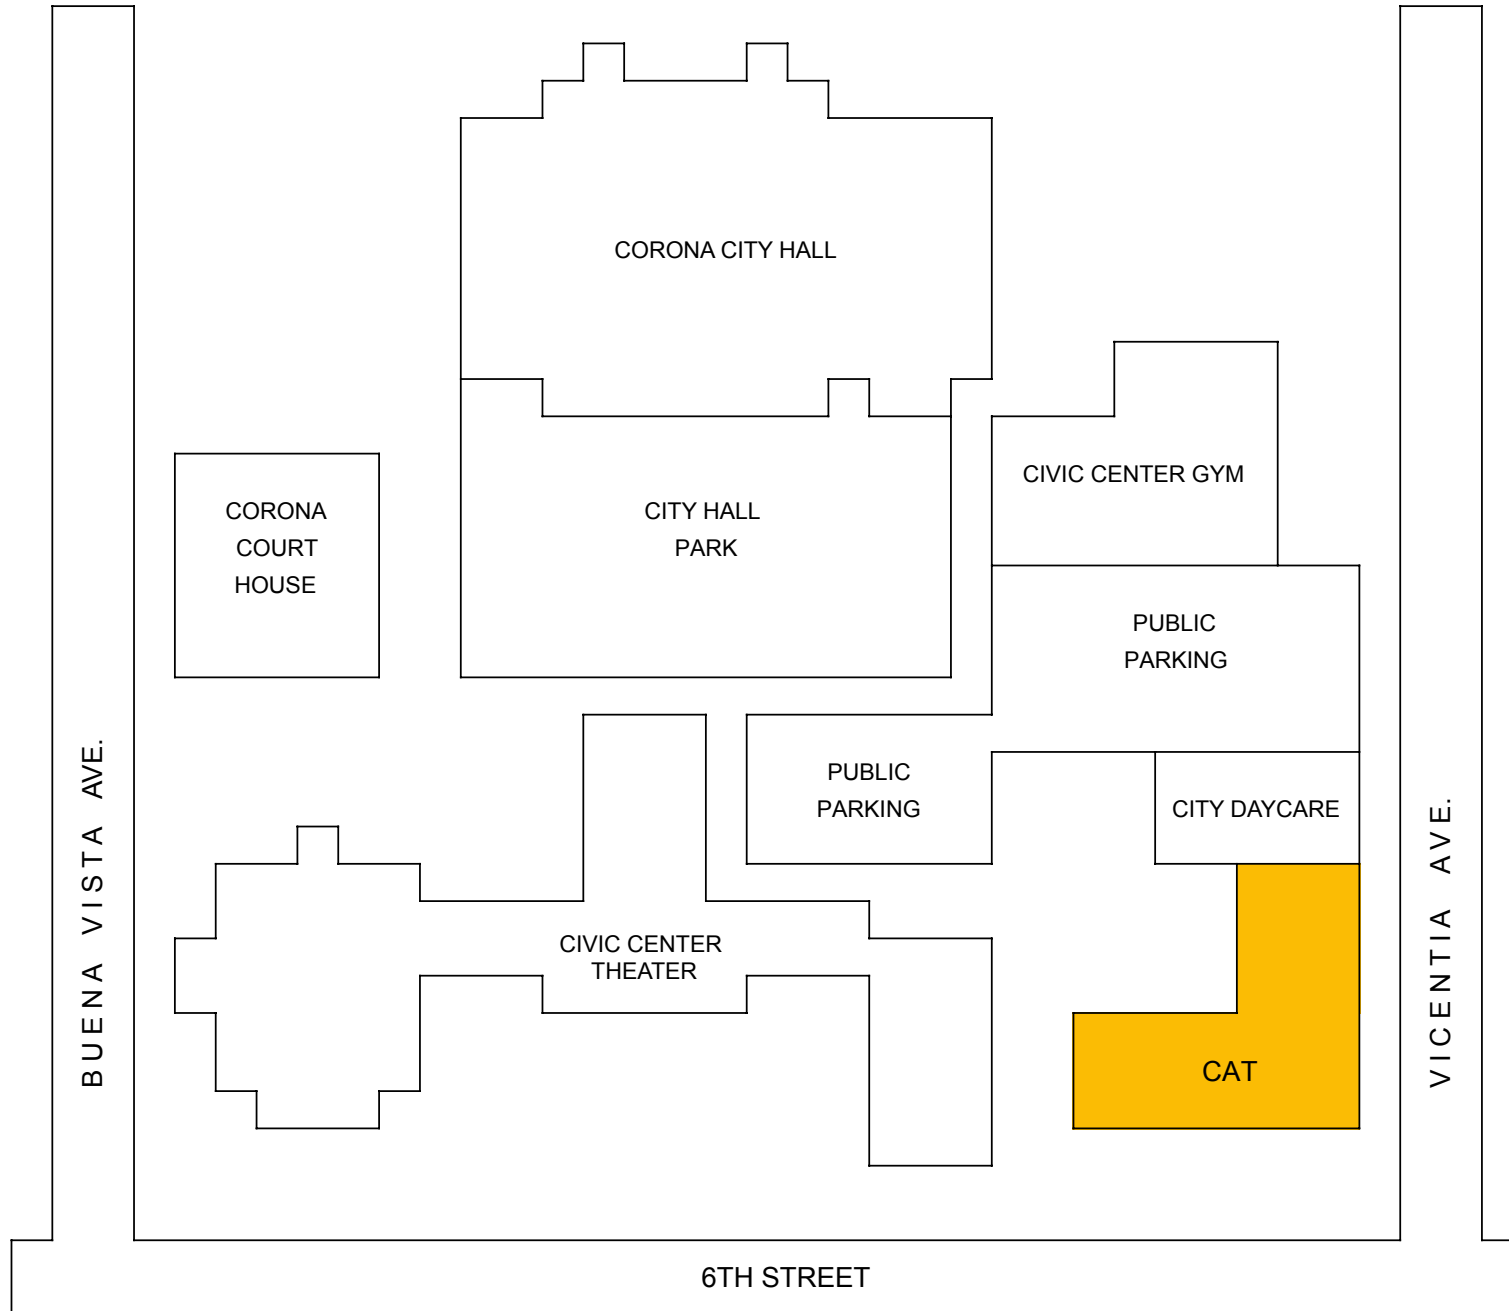 CORONA CITY HALL
CIVIC CENTER GYM
CORONA
COURT
HOUSE
CITY HALL
PARK
PUBLIC
PARKING
PUBLIC
PARKING
CITY DAYCARE
BUENA VISTA AVE.
VICENTIA AVE.
CIVIC CENTER
THEATER
CAT
6TH STREET